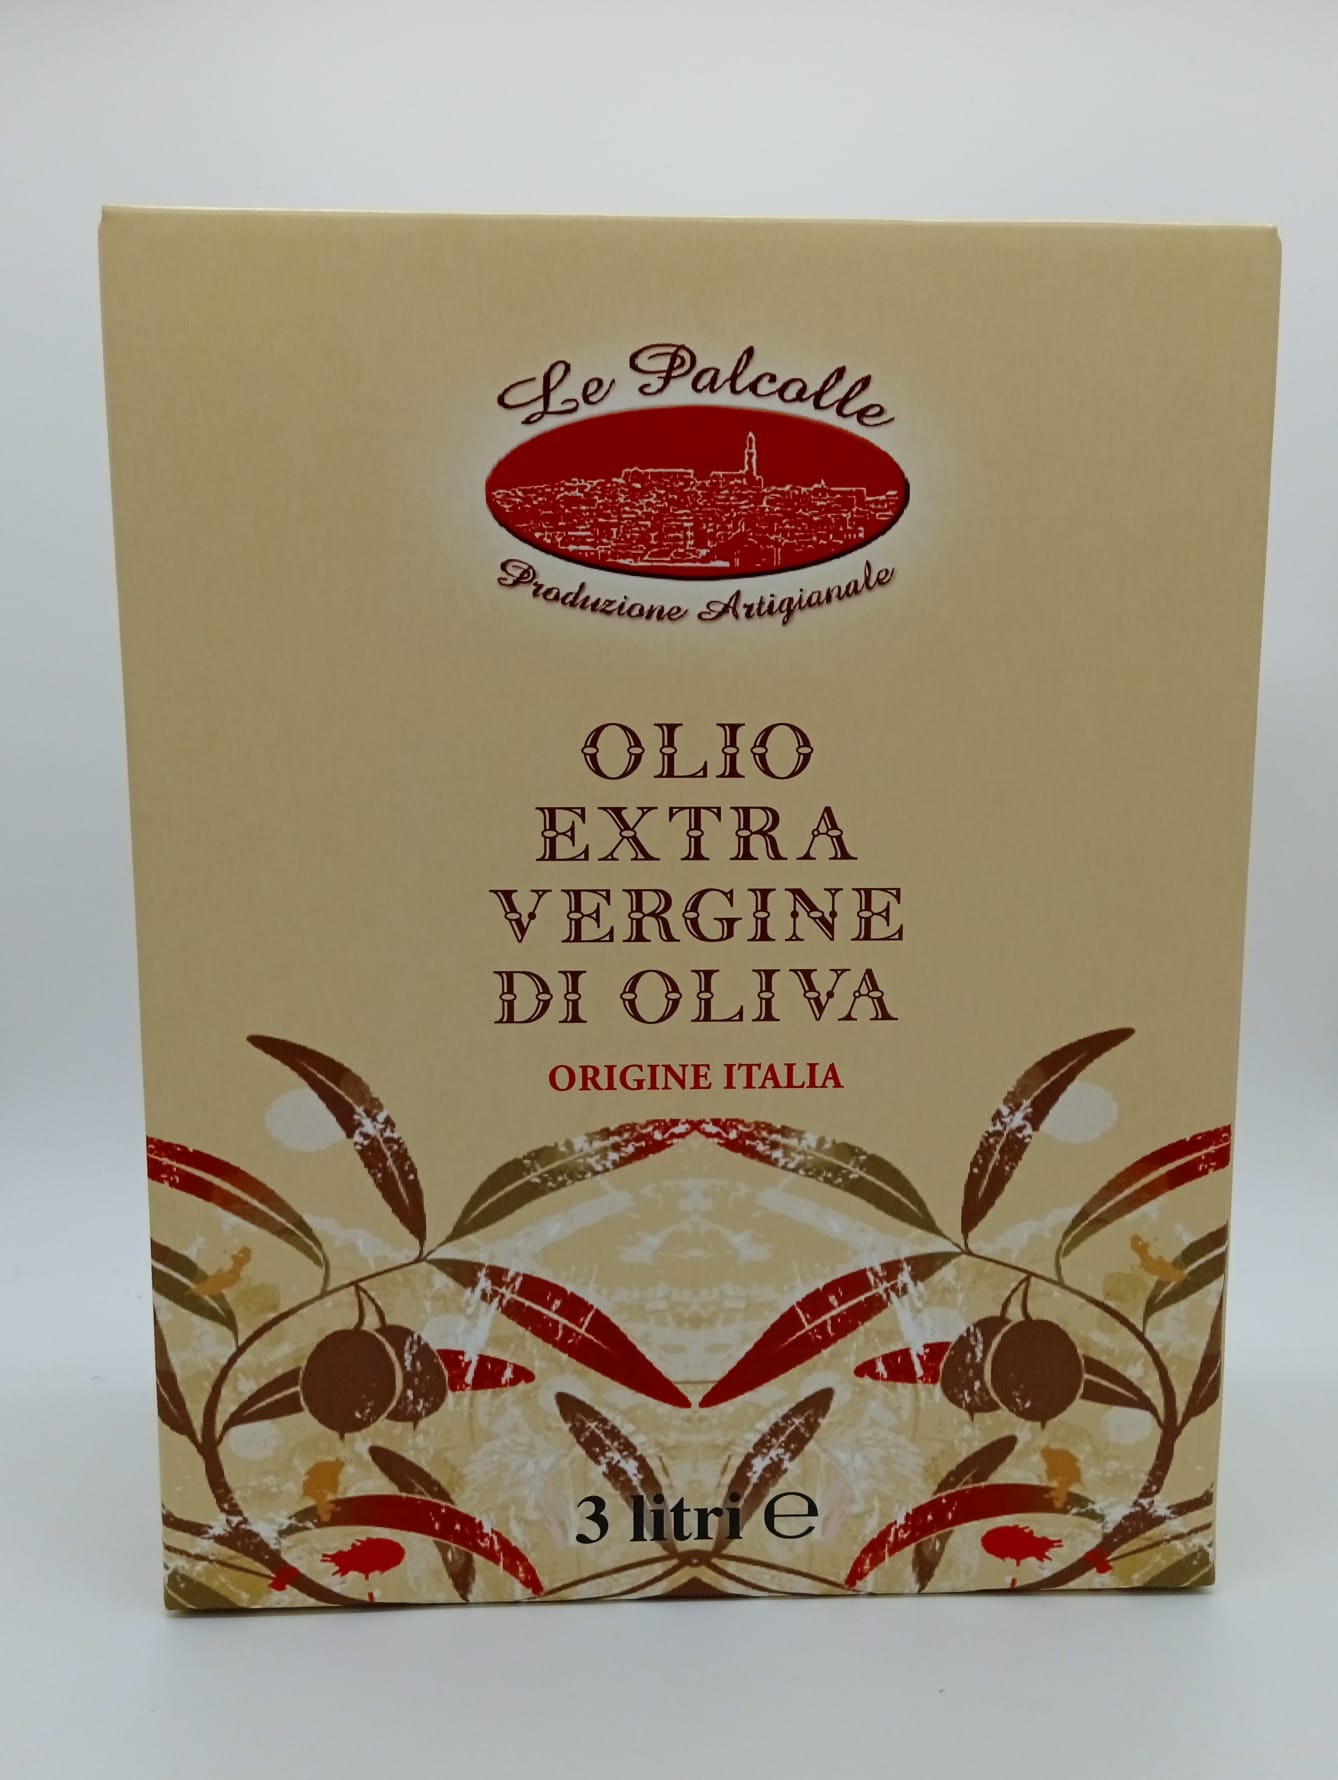 Le Palcolle
Produzione Artigianale
OLIO
EXTRA
VERGINE
DI OLIVA
ORIGINE ITALIA
3 litri ℮